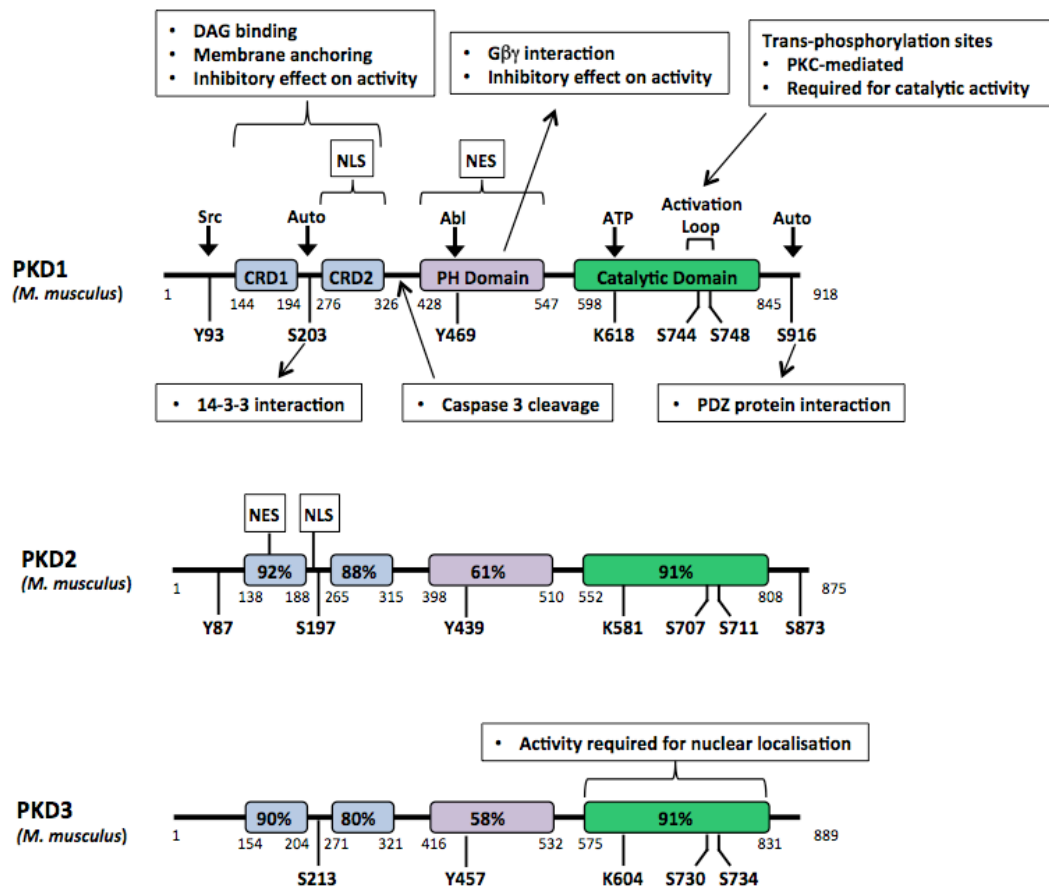 • DAG binding
• Membrane anchoring
• Inhibitory effect on activity
• Gβγ interaction
• Inhibitory effect on activity
Trans-phosphorylation sites
• PKC-mediated
• Required for catalytic activity
NLS
NES
Src
Auto
Abl
ATP
Activation
Loop
Auto
PKD1
(M. musculus)
CRD1
CRD2
PH Domain
Catalytic Domain
1
144
194
276
326
428
547
598
845
918
Y93
S203
Y469
K618
S744
S748
S916
• 14-3-3 interaction
• Caspase 3 cleavage
• PDZ protein interaction
NES
NLS
PKD2
(M. musculus)
92%
88%
61%
91%
1
138
188
265
315
398
510
552
808
875
Y87
S197
Y439
K581
S707
S711
S873
• Activity required for nuclear localisation
PKD3
(M. musculus)
90%
80%
58%
91%
1
154
204
271
321
416
532
575
831
889
S213
Y457
K604
S730
S734